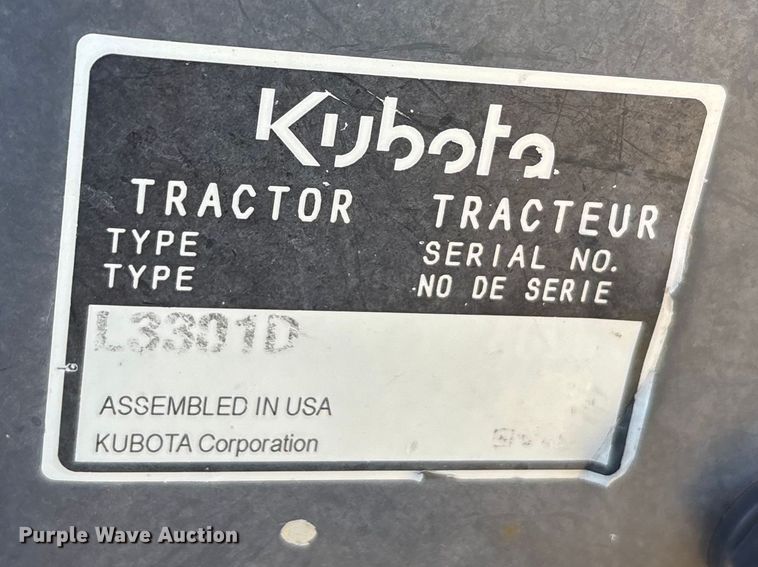 Kubota
TRACTOR TRACTEUR
TYPE SERIAL NO.
TYPE NO DE SERIE
L3301D
ASSEMBLED IN USA
KUBOTA Corporation
Purple Wave Auction